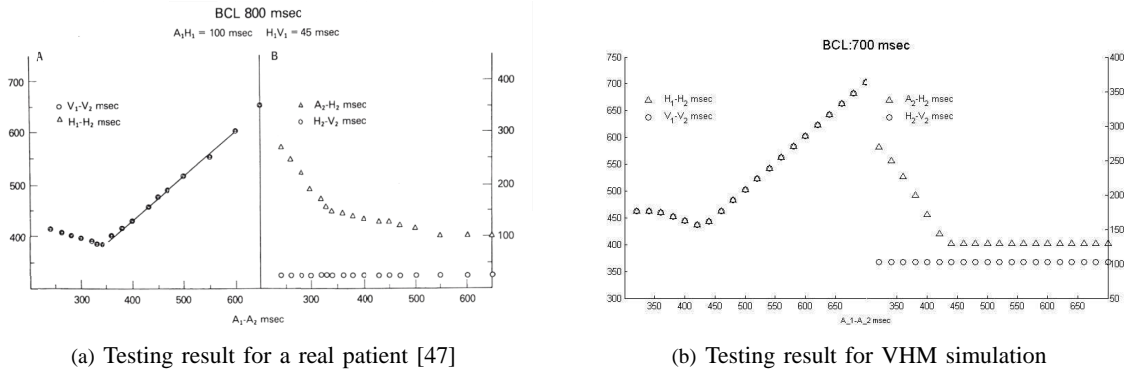 BCL 800 msec
A₁H₁ = 100 msec H₁V₁ = 45 msec
A
B
700
600
500
400
○ V₁-V₂ msec
△ H₁-H₂ msec
△ A₂-H₂ msec
○ H₂-V₂ msec
400
300
200
100
300 400 500 600 300 400 500 600
A₁-A₂ msec
(a) Testing result for a real patient [47]
BCL:700 msec
750
700
650
600
550
500
450
400
350
300
△ H₁-H₂ msec
○ V₁-V₂ msec
△ A₂-H₂ msec
○ H₂-V₂ msec
400
350
300
250
200
150
100
50
350 400 450 500 550 600 650 350 400 450 500 550 600 650
A_1-A_2 msec
(b) Testing result for VHM simulation